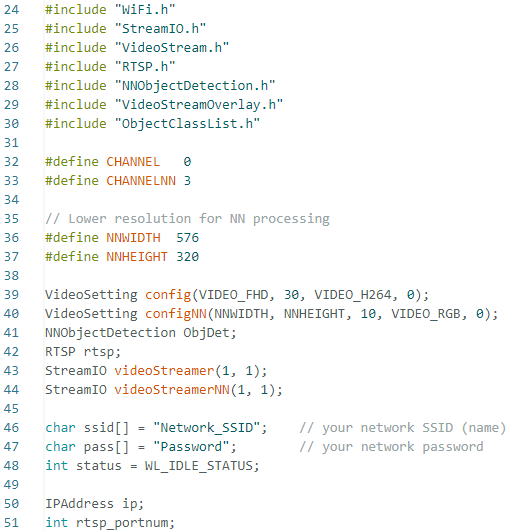 24 #include "WiFi.h"
25 #include "StreamIO.h"
26 #include "VideoStream.h"
27 #include "RTSP.h"
28 #include "NNObjectDetection.h"
29 #include "VideoStreamOverlay.h"
30 #include "ObjectClassList.h"
31
32 #define CHANNEL   0
33 #define CHANNELNN 3
34
35 // Lower resolution for NN processing
36 #define NNWIDTH  576
37 #define NNHEIGHT 320
38
39 VideoSetting config(VIDEO_FHD, 30, VIDEO_H264, 0);
40 VideoSetting configNN(NNWIDTH, NNHEIGHT, 10, VIDEO_RGB, 0);
41 NNObjectDetection ObjDet;
42 RTSP rtsp;
43 StreamIO videoStreamer(1, 1);
44 StreamIO videoStreamerNN(1, 1);
45
46 char ssid[] = "Network_SSID";    // your network SSID (name)
47 char pass[] = "Password";        // your network password
48 int status = WL_IDLE_STATUS;
49
50 IPAddress ip;
51 int rtsp_portnum;